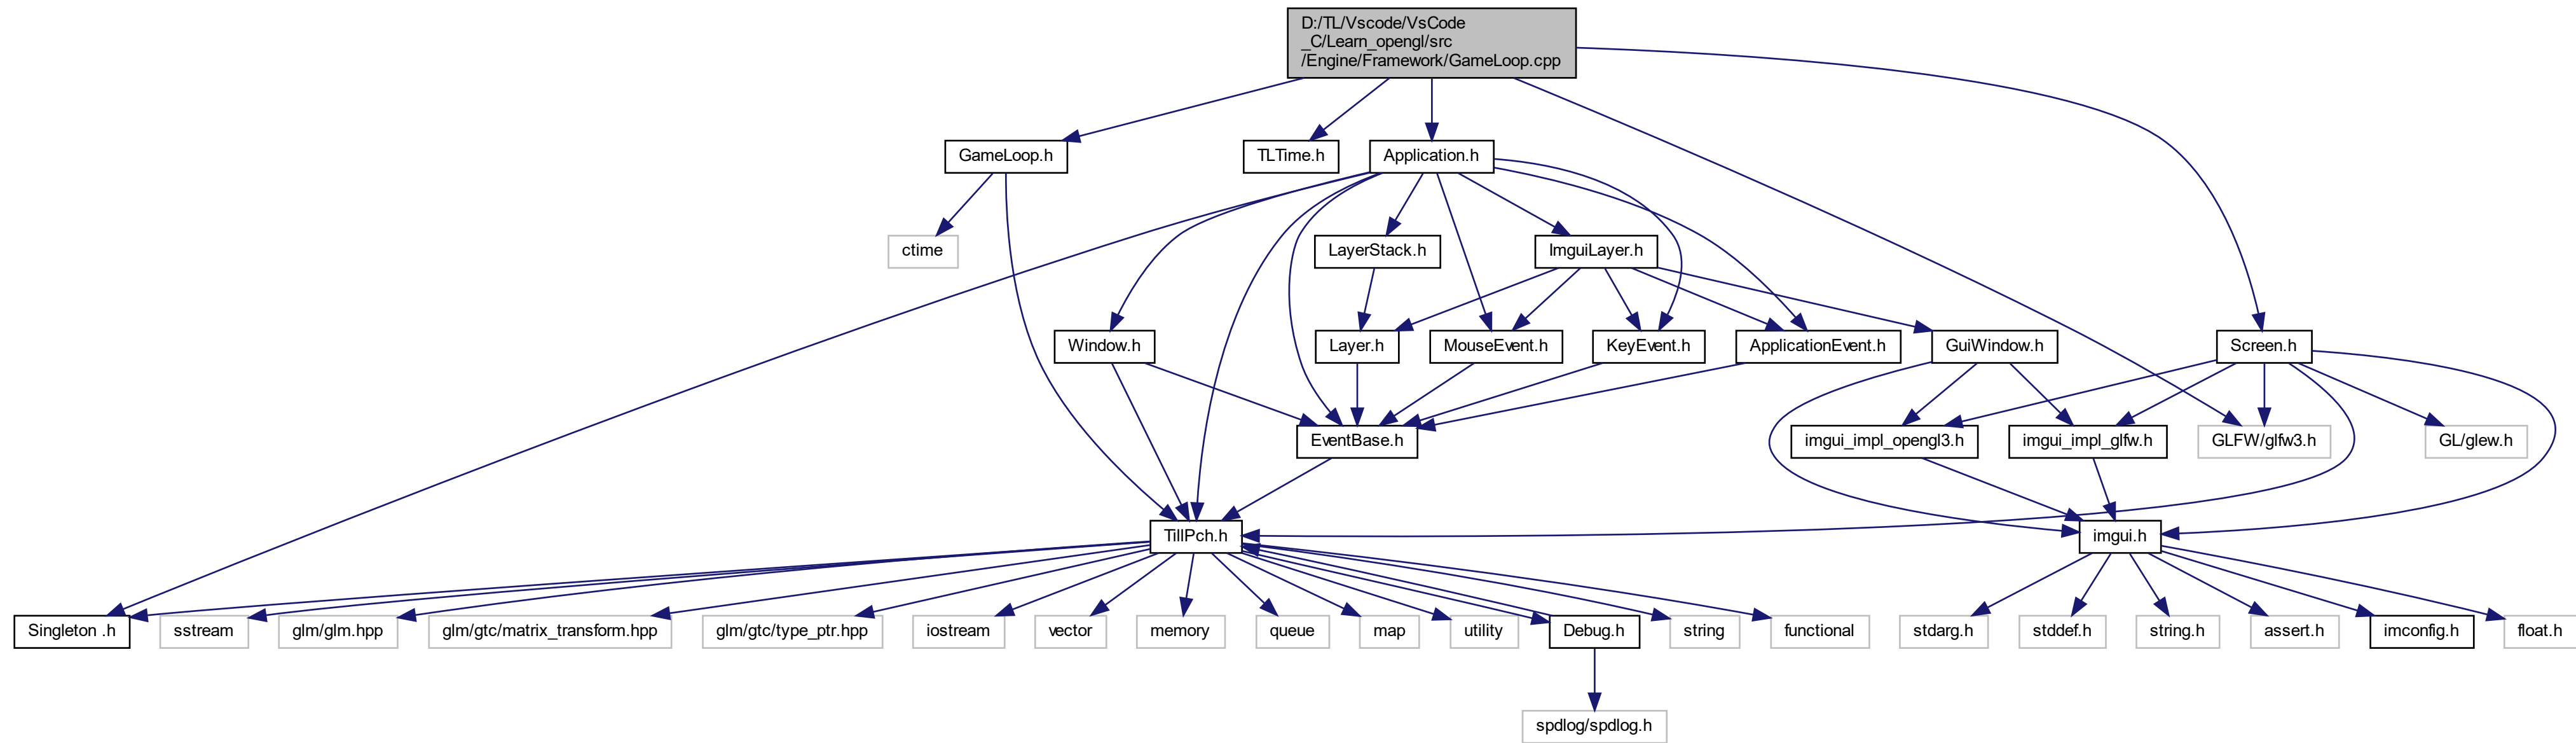 D:/TL/Vscode/VsCode
_C/Learn_opengl/src
/Engine/Framework/GameLoop.cpp
GameLoop.h
TLTime.h
Application.h
ctime
LayerStack.h
ImguiLayer.h
Window.h
Layer.h
MouseEvent.h
KeyEvent.h
ApplicationEvent.h
GuiWindow.h
Screen.h
EventBase.h
imgui_impl_opengl3.h
imgui_impl_glfw.h
GLFW/glfw3.h
GL/glew.h
TillPch.h
imgui.h
Singleton .h
sstream
glm/glm.hpp
glm/gtc/matrix_transform.hpp
glm/gtc/type_ptr.hpp
iostream
vector
memory
queue
map
utility
Debug.h
string
functional
stdarg.h
stddef.h
string.h
assert.h
imconfig.h
float.h
spdlog/spdlog.h